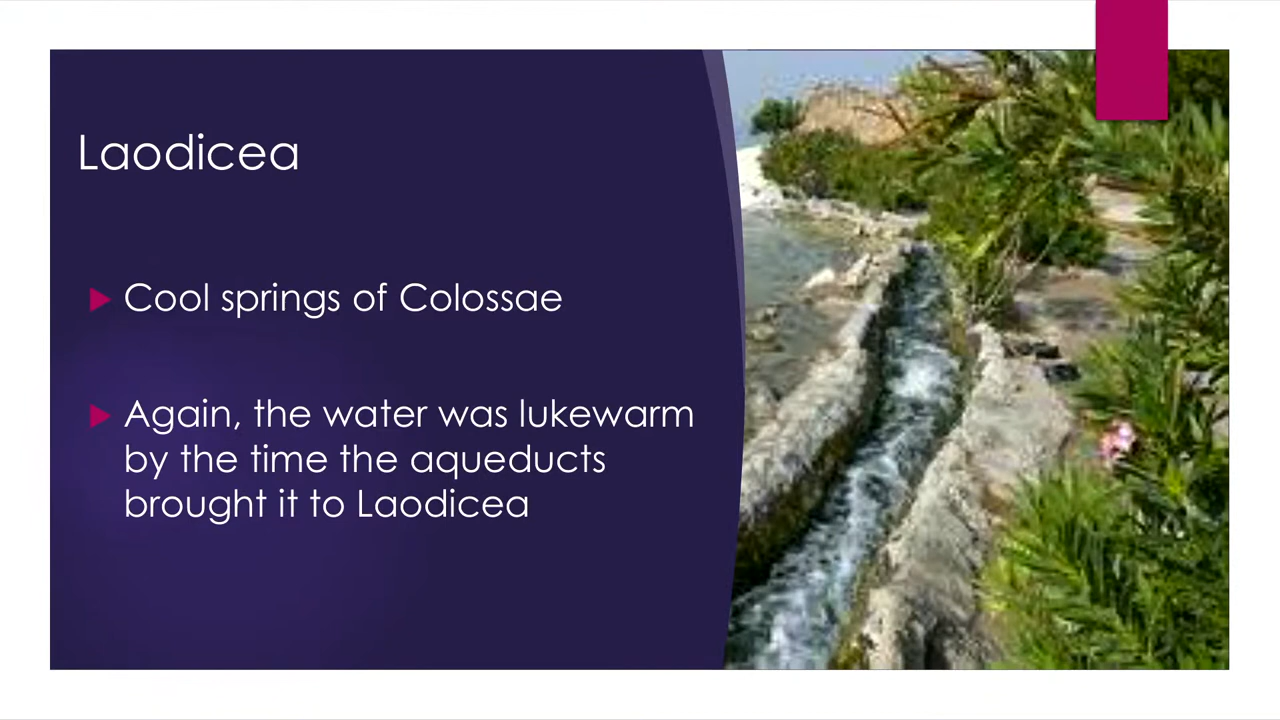 Laodicea
Cool springs of Colossae
Again, the water was lukewarm
by the time the aqueducts
brought it to Laodicea